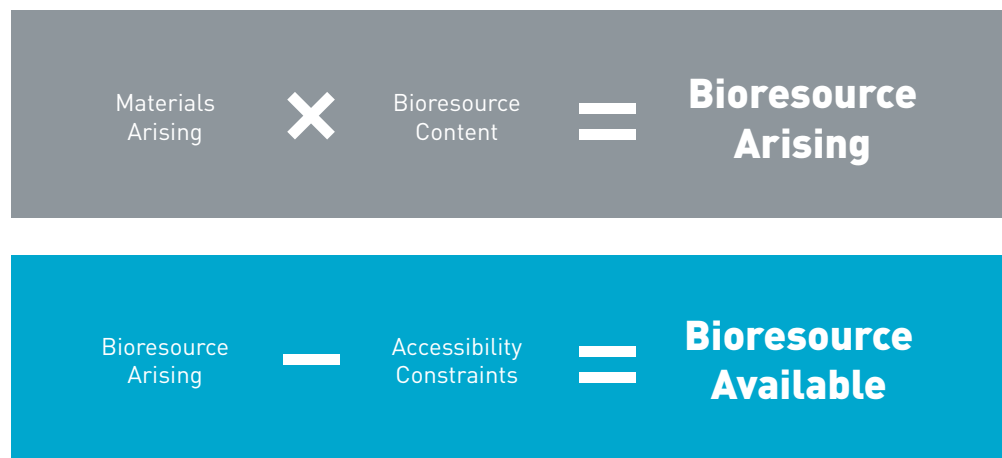 Materials
Arising
×
Bioresource
Content
=
Bioresource
Arising
Bioresource
Arising
—
Accessibility
Constraints
=
Bioresource
Available